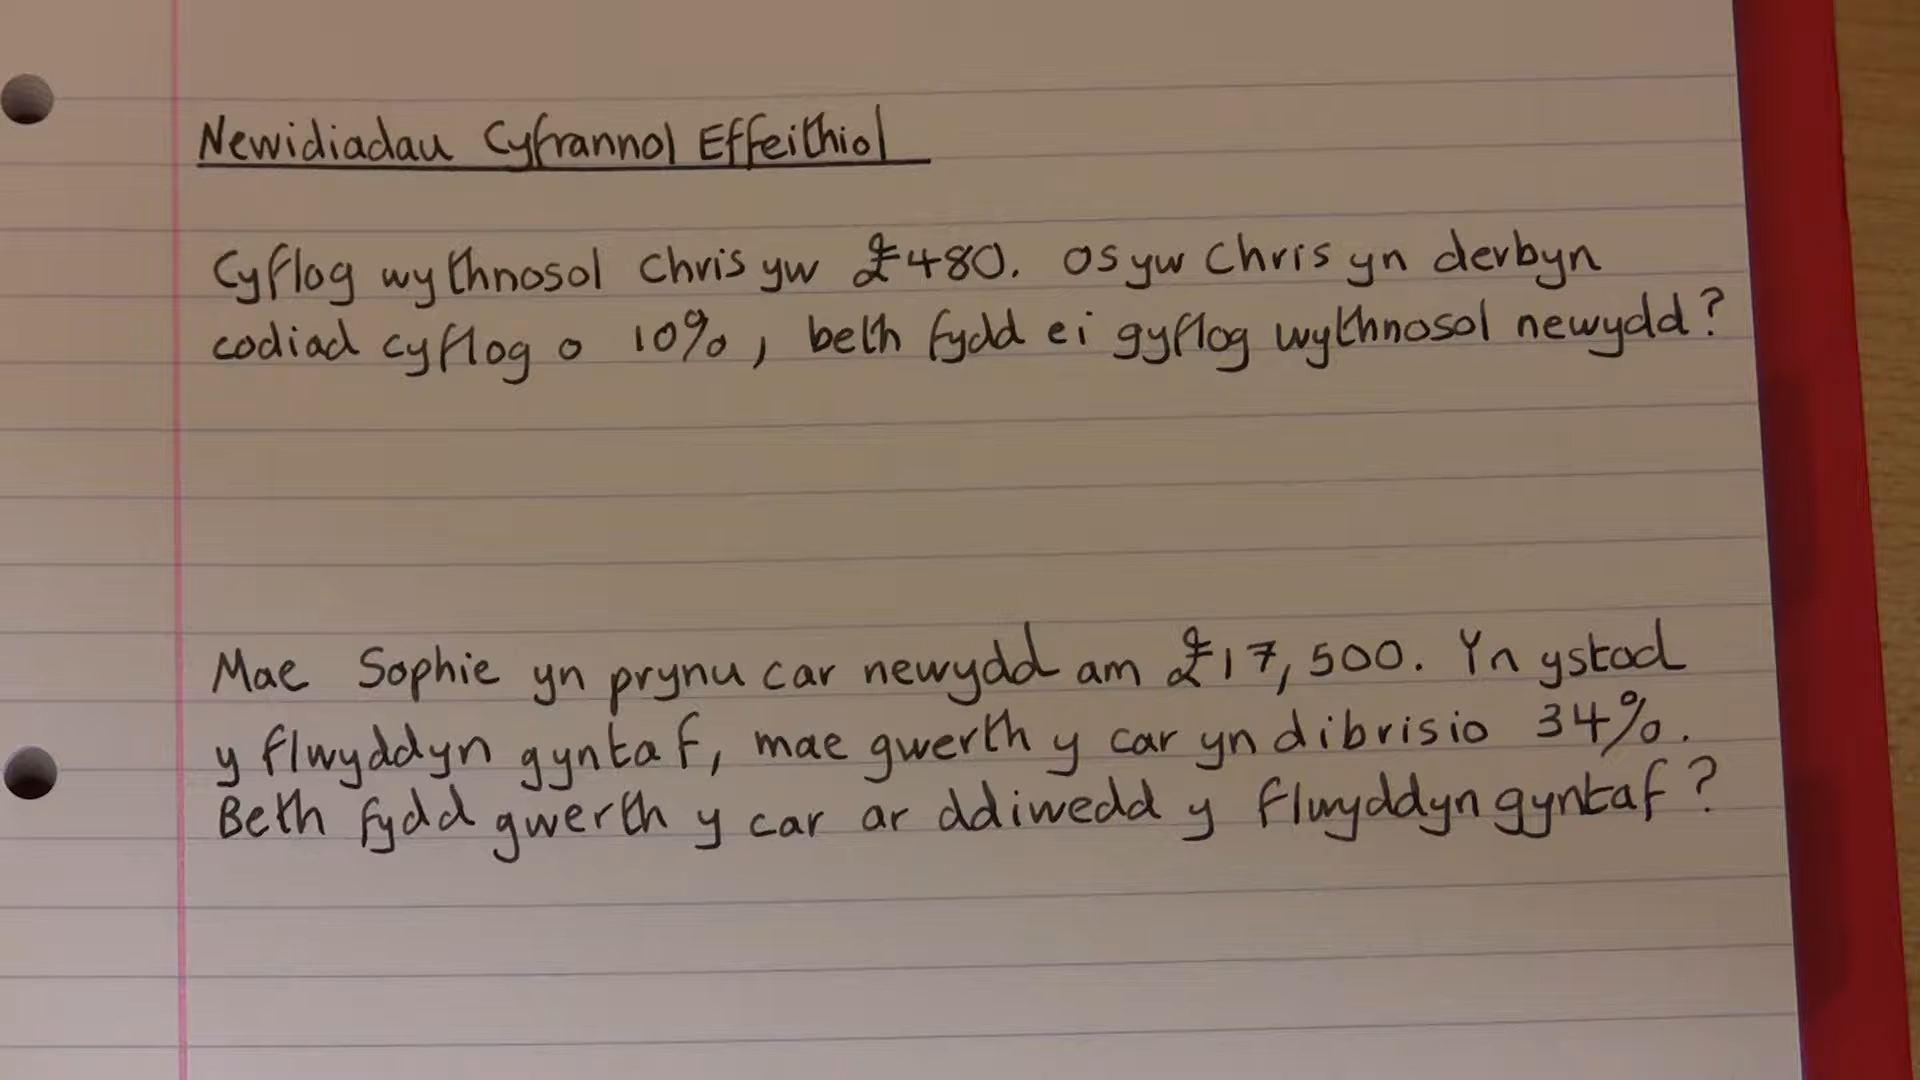 Newidiadau Cyfrannol Effeithiol
Cyflog wythnosol Chris yw £480. Os yw Chris yn derbyn
codiad cyflog o 10%, beth fydd ei gyflog wythnosol newydd?
Mae Sophie yn prynu car newydd am £17,500. Yn ystod
y flwyddyn gyntaf, mae gwerth y car yn dibrisio 34%.
Beth fydd gwerth y car ar ddiwedd y flwyddyn gyntaf?